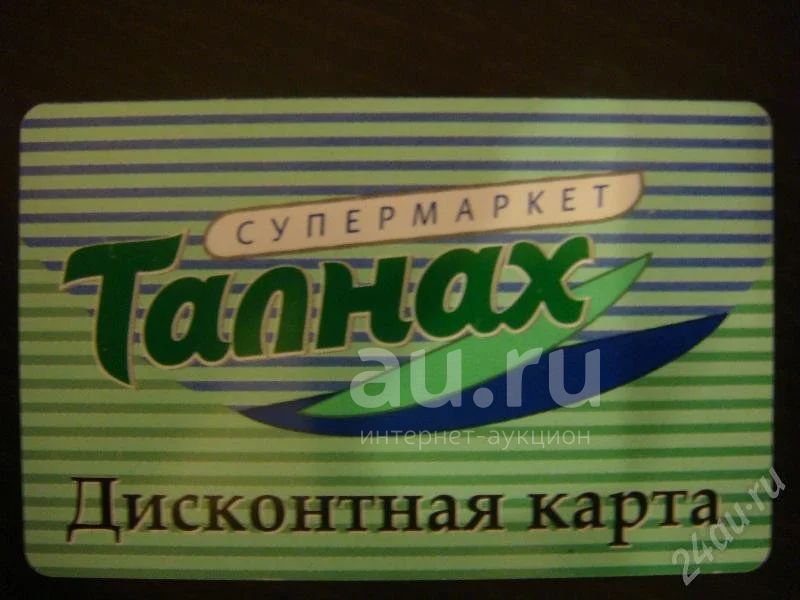 СУПЕРМАРКЕТ
Талнах
au.ru
интернет-аукцион
Дисконтная карта
24au.ru